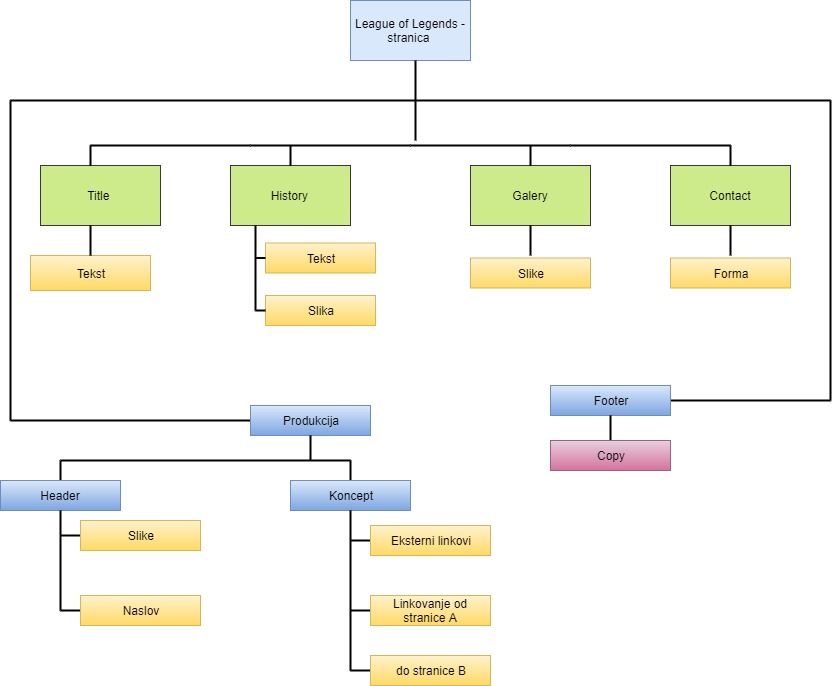 League of Legends -
stranica
Title
History
Galery
Contact
Tekst
Tekst
Slika
Slike
Forma
Produkcija
Footer
Copy
Header
Koncept
Slike
Naslov
Eksterni linkovi
Linkovanje od
stranice A
do stranice B